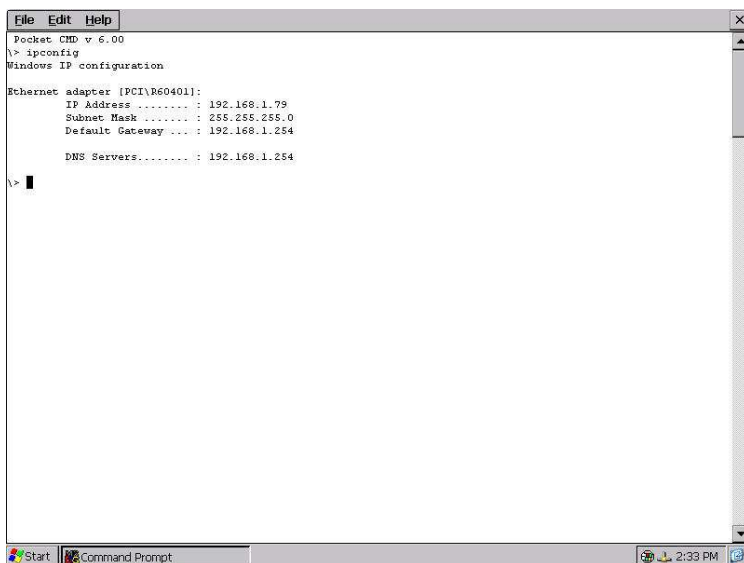 File Edit Help
Pocket CMD v 6.00
\> ipconfig
Windows IP configuration
Ethernet adapter [PCI\R60401]:
IP Address ........ : 192.168.1.79
Subnet Mask ....... : 255.255.255.0
Default Gateway ... : 192.168.1.254
DNS Servers........ : 192.168.1.254
\>
Start Command Prompt 2:33 PM